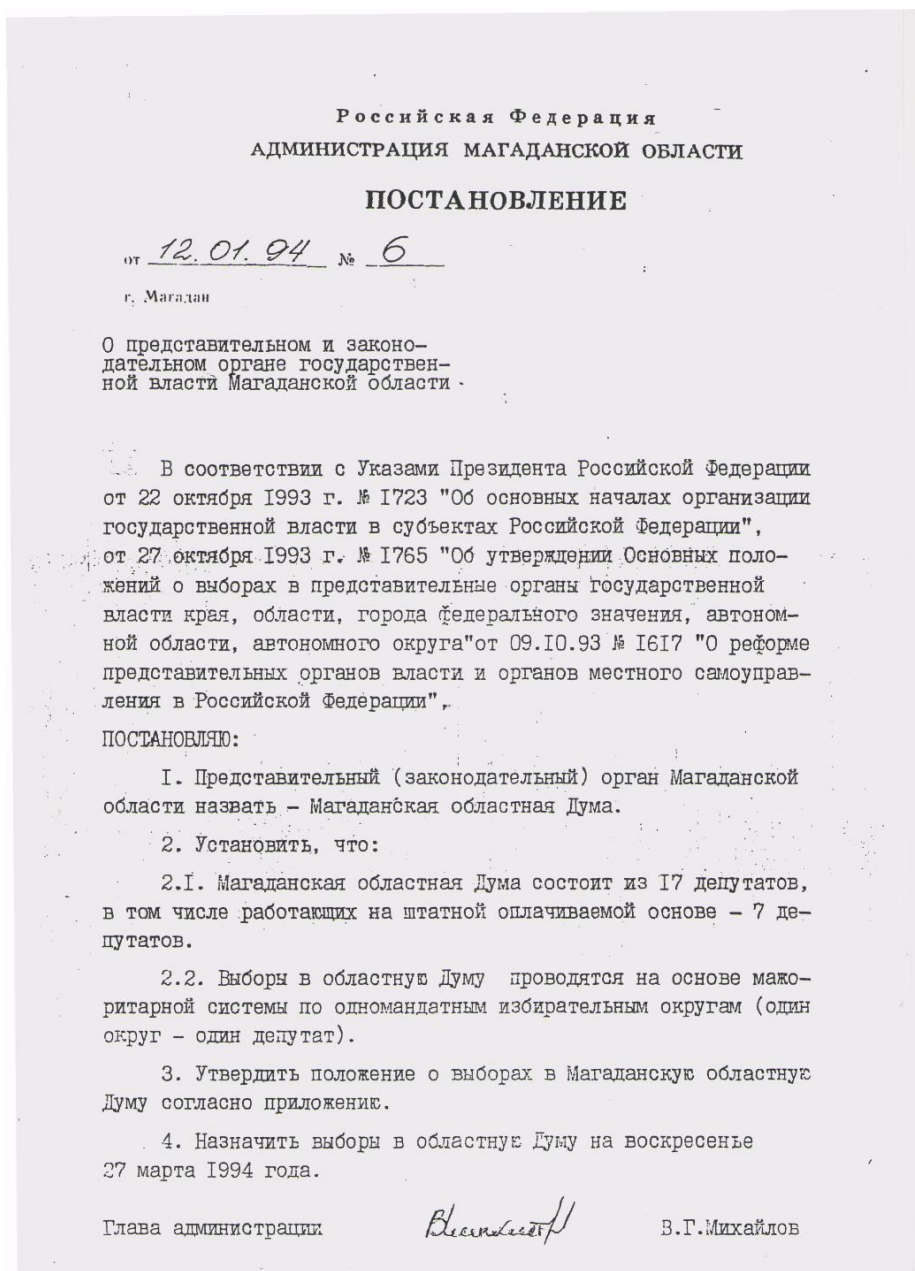 Российская Федерация
АДМИНИСТРАЦИЯ МАГАДАНСКОЙ ОБЛАСТИ
ПОСТАНОВЛЕНИЕ
от 12.01.94 № 6
г. Магадан
О представительном и законо-
дательном органе государствен-
ной власти Магаданской области
В соответствии с Указами Президента Российской Федерации
от 22 октября 1993 г. № 1723 "Об основных началах организации
государственной власти в субъектах Российской Федерации",
от 27 октября 1993 г. № 1765 "Об утверждении Основных поло-
жений о выборах в представительные органы государственной
власти края, области, города федерального значения, автоном-
ной области, автономного округа"от 09.10.93 № 1617 "О реформе
представительных органов власти и органов местного самоуправ-
ления в Российской Федерации",
ПОСТАНОВЛЯЮ:
1. Представительный (законодательный) орган Магаданской
области назвать - Магаданская областная Дума.
2. Установить, что:
2.1. Магаданская областная Дума состоит из 17 депутатов,
в том числе работающих на штатной оплачиваемой основе - 7 де-
путатов.
2.2. Выборы в областную Думу проводятся на основе мажо-
ритарной системы по одномандатным избирательным округам (один
округ - один депутат).
3. Утвердить положение о выборах в Магаданскую областную
Думу согласно приложению.
4. Назначить выборы в областную Думу на воскресенье
27 марта 1994 года.
Глава администрации В.Г.Михайлов